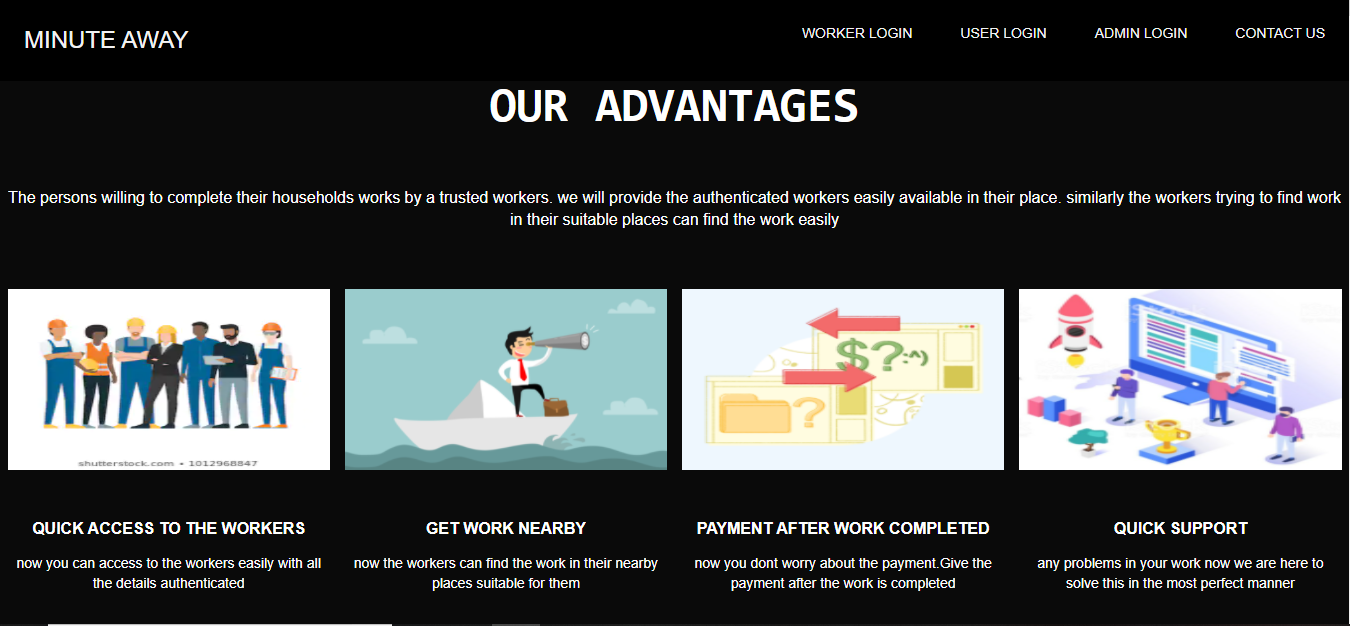 MINUTE AWAY
WORKER LOGIN
USER LOGIN
ADMIN LOGIN
CONTACT US
OUR ADVANTAGES
The persons willing to complete their households works by a trusted workers. we will provide the authenticated workers easily available in their place. similarly the workers trying to find work
in their suitable places can find the work easily
$?
?
shutterstock.com • 1012968847
QUICK ACCESS TO THE WORKERS
now you can access to the workers easily with all
the details authenticated
GET WORK NEARBY
now the workers can find the work in their nearby
places suitable for them
PAYMENT AFTER WORK COMPLETED
now you dont worry about the payment.Give the
payment after the work is completed
QUICK SUPPORT
any problems in your work now we are here to
solve this in the most perfect manner